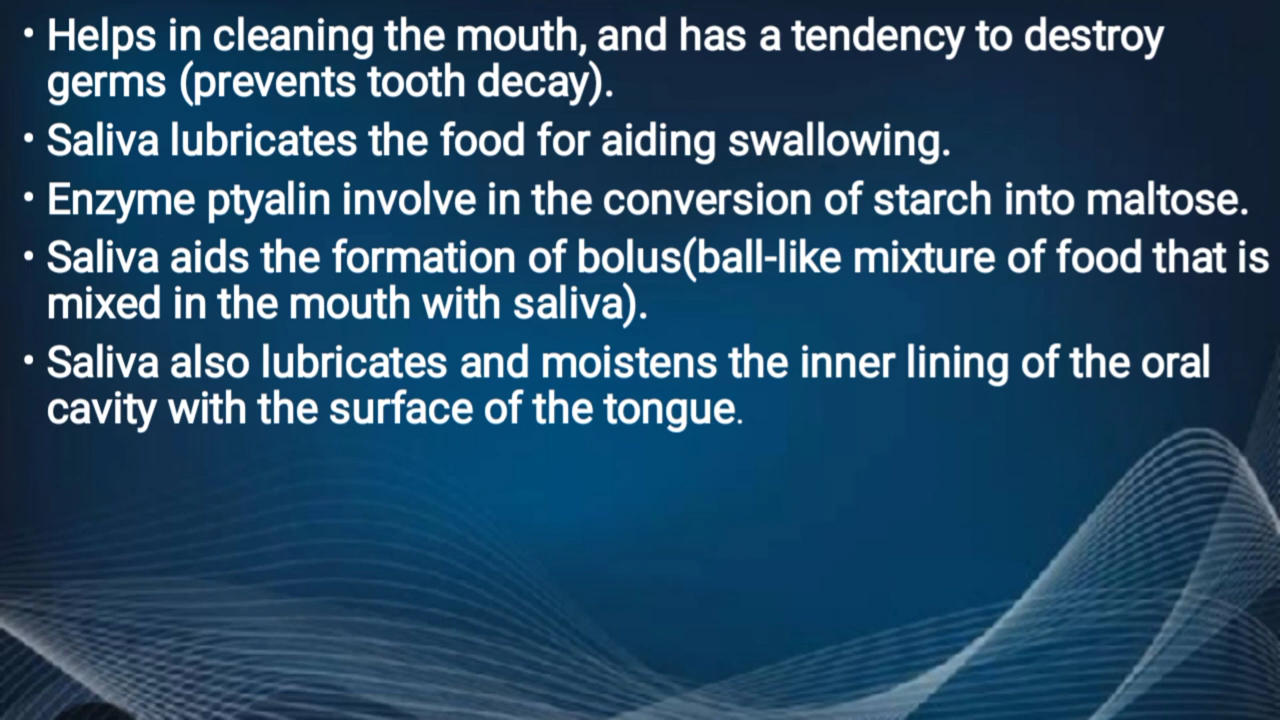 • Helps in cleaning the mouth, and has a tendency to destroy
germs (prevents tooth decay).
• Saliva lubricates the food for aiding swallowing.
• Enzyme ptyalin involve in the conversion of starch into maltose.
• Saliva aids the formation of bolus(ball-like mixture of food that is
mixed in the mouth with saliva).
• Saliva also lubricates and moistens the inner lining of the oral
cavity with the surface of the tongue.